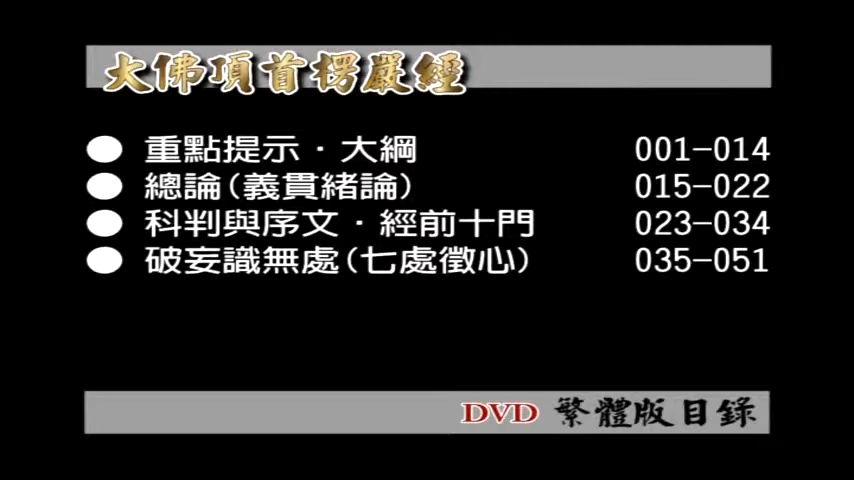 大佛頂首楞嚴經
重點提示・大綱 001-014
總論(義貫緒論) 015-022
科判與序文・經前十門 023-034
破妄識無處(七處徵心) 035-051
DVD 繁體版目錄